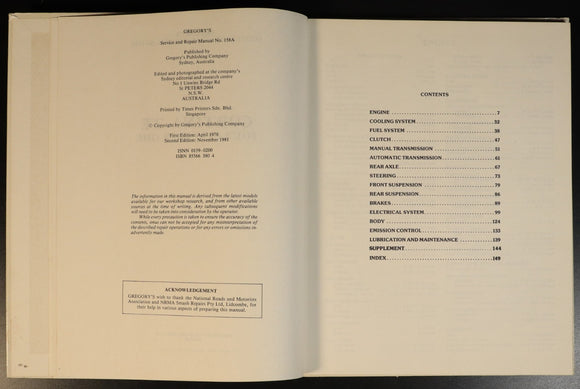 GREGORY'S
Service and Repair Manual No. 158A
Published by
Gregory's Publishing Company
Sydney, Australia
Edited and photographed at the company's
Sydney editorial and research centre
No 1 Unwins Bridge Rd
St PETERS 2044
N.S.W.
AUSTRALIA
Printed by Times Printers Sdn. Bhd.
Singapore
© Copyright by Gregory's Publishing Company
First Edition: April 1978
Second Edition: November 1981
ISSN 0159-0200
ISBN 85566 380 4
The information in this manual is derived from the latest models
available for our workshop research, and from other available
sources at the time of writing. Any subsequent modifications
will need to be taken into consideration by the operator.
While every precaution is taken to ensure the accuracy of the
contents, onus can not be accepted for any misinterpretation of
the described repair operations or for any errors or omissions in-
advertently made.
ACKNOWLEDGEMENT
GREGORY'S wish to thank the National Roads and Motorists
Association and NRMA Smash Repairs Pty Ltd, Lidcombe, for
their help in various aspects of preparing this manual.
CONTENTS
ENGINE 7
COOLING SYSTEM 32
FUEL SYSTEM 38
CLUTCH 47
MANUAL TRANSMISSION 51
AUTOMATIC TRANSMISSION 61
REAR AXLE 67
STEERING 73
FRONT SUSPENSION 79
REAR SUSPENSION 86
BRAKES 89
ELECTRICAL SYSTEM 99
BODY 124
EMISSION CONTROL 133
LUBRICATION AND MAINTENANCE 139
SUPPLEMENT 144
INDEX 149